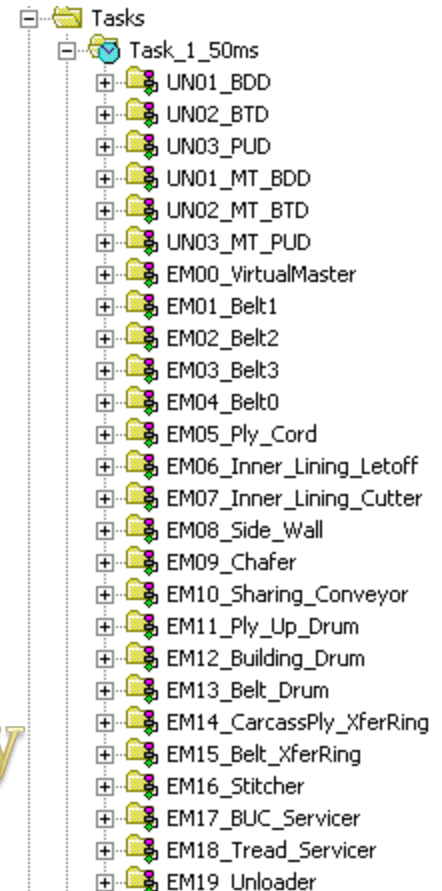 Tasks
Task_1_50ms
UN01_BDD
UN02_BTD
UN03_PUD
UN01_MT_BDD
UN02_MT_BTD
UN03_MT_PUD
EM00_VirtualMaster
EM01_Belt1
EM02_Belt2
EM03_Belt3
EM04_Belt0
EM05_Ply_Cord
EM06_Inner_Lining_Letoff
EM07_Inner_Lining_Cutter
EM08_Side_Wall
EM09_Chafer
EM10_Sharing_Conveyor
EM11_Ply_Up_Drum
EM12_Building_Drum
EM13_Belt_Drum
EM14_CarcassPly_XferRing
EM15_Belt_XferRing
EM16_Stitcher
EM17_BUC_Servicer
EM18_Tread_Servicer
EM19_Unloader